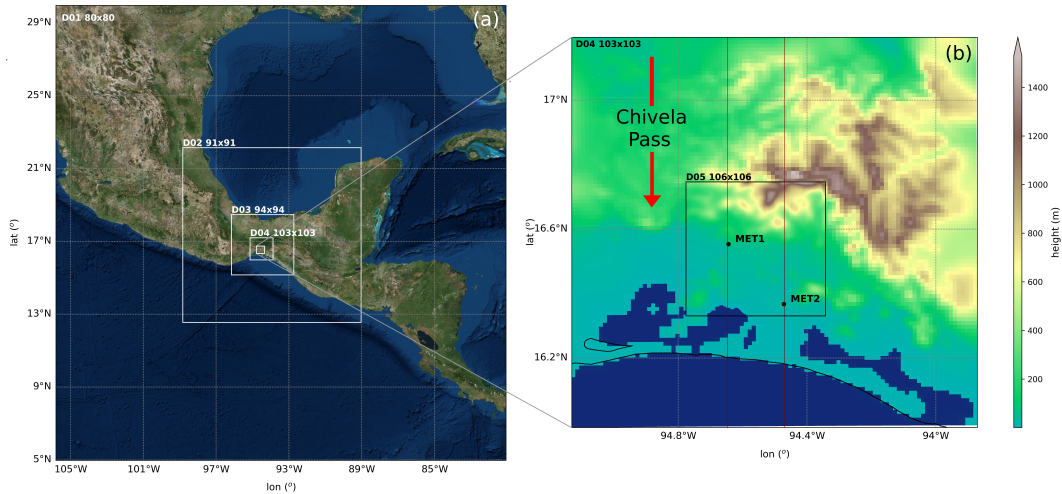 D01 80x80
(a)
29°N
25°N
21°N
17°N
13°N
9°N
5°N
lat (°)
D02 91x91
D03 94x94
D04 103x103
105°W
101°W
97°W
93°W
89°W
85°W
lon (°)
D04 103x103
(b)
Chivela
Pass
D05 106x106
MET1
MET2
17°N
16.6°N
16.2°N
lat (°)
94.8°W
94.4°W
94°W
lon (°)
1400
1200
1000
800
600
400
200
height (m)